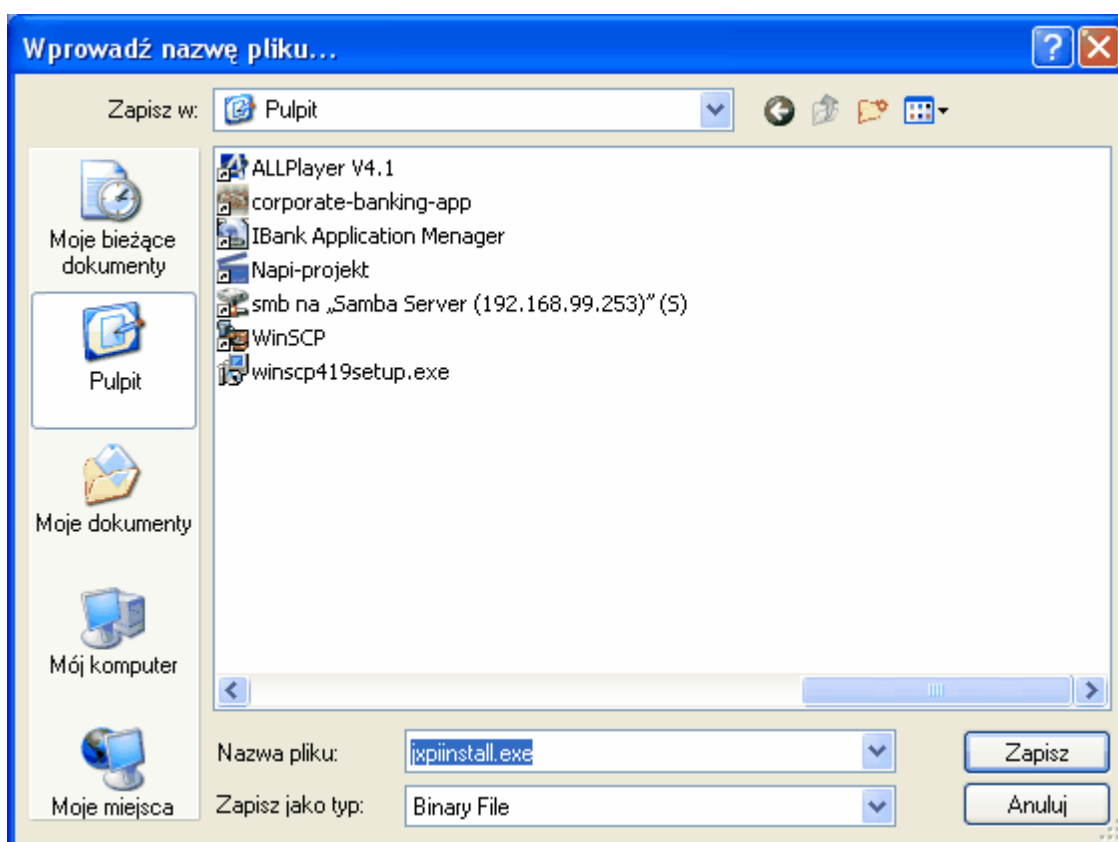 Wprowadź nazwę pliku...
Zapisz w:
Pulpit
ALLPlayer V4.1
corporate-banking-app
IBank Application Menager
Napi-projekt
smb na „Samba Server (192.168.99.253)” (S)
WinSCP
winscp419setup.exe
Moje bieżące
dokumenty
Pulpit
Moje dokumenty
Mój komputer
Moje miejsca
Nazwa pliku:
jxpiinstall.exe
Zapisz
Zapisz jako typ:
Binary File
Anuluj